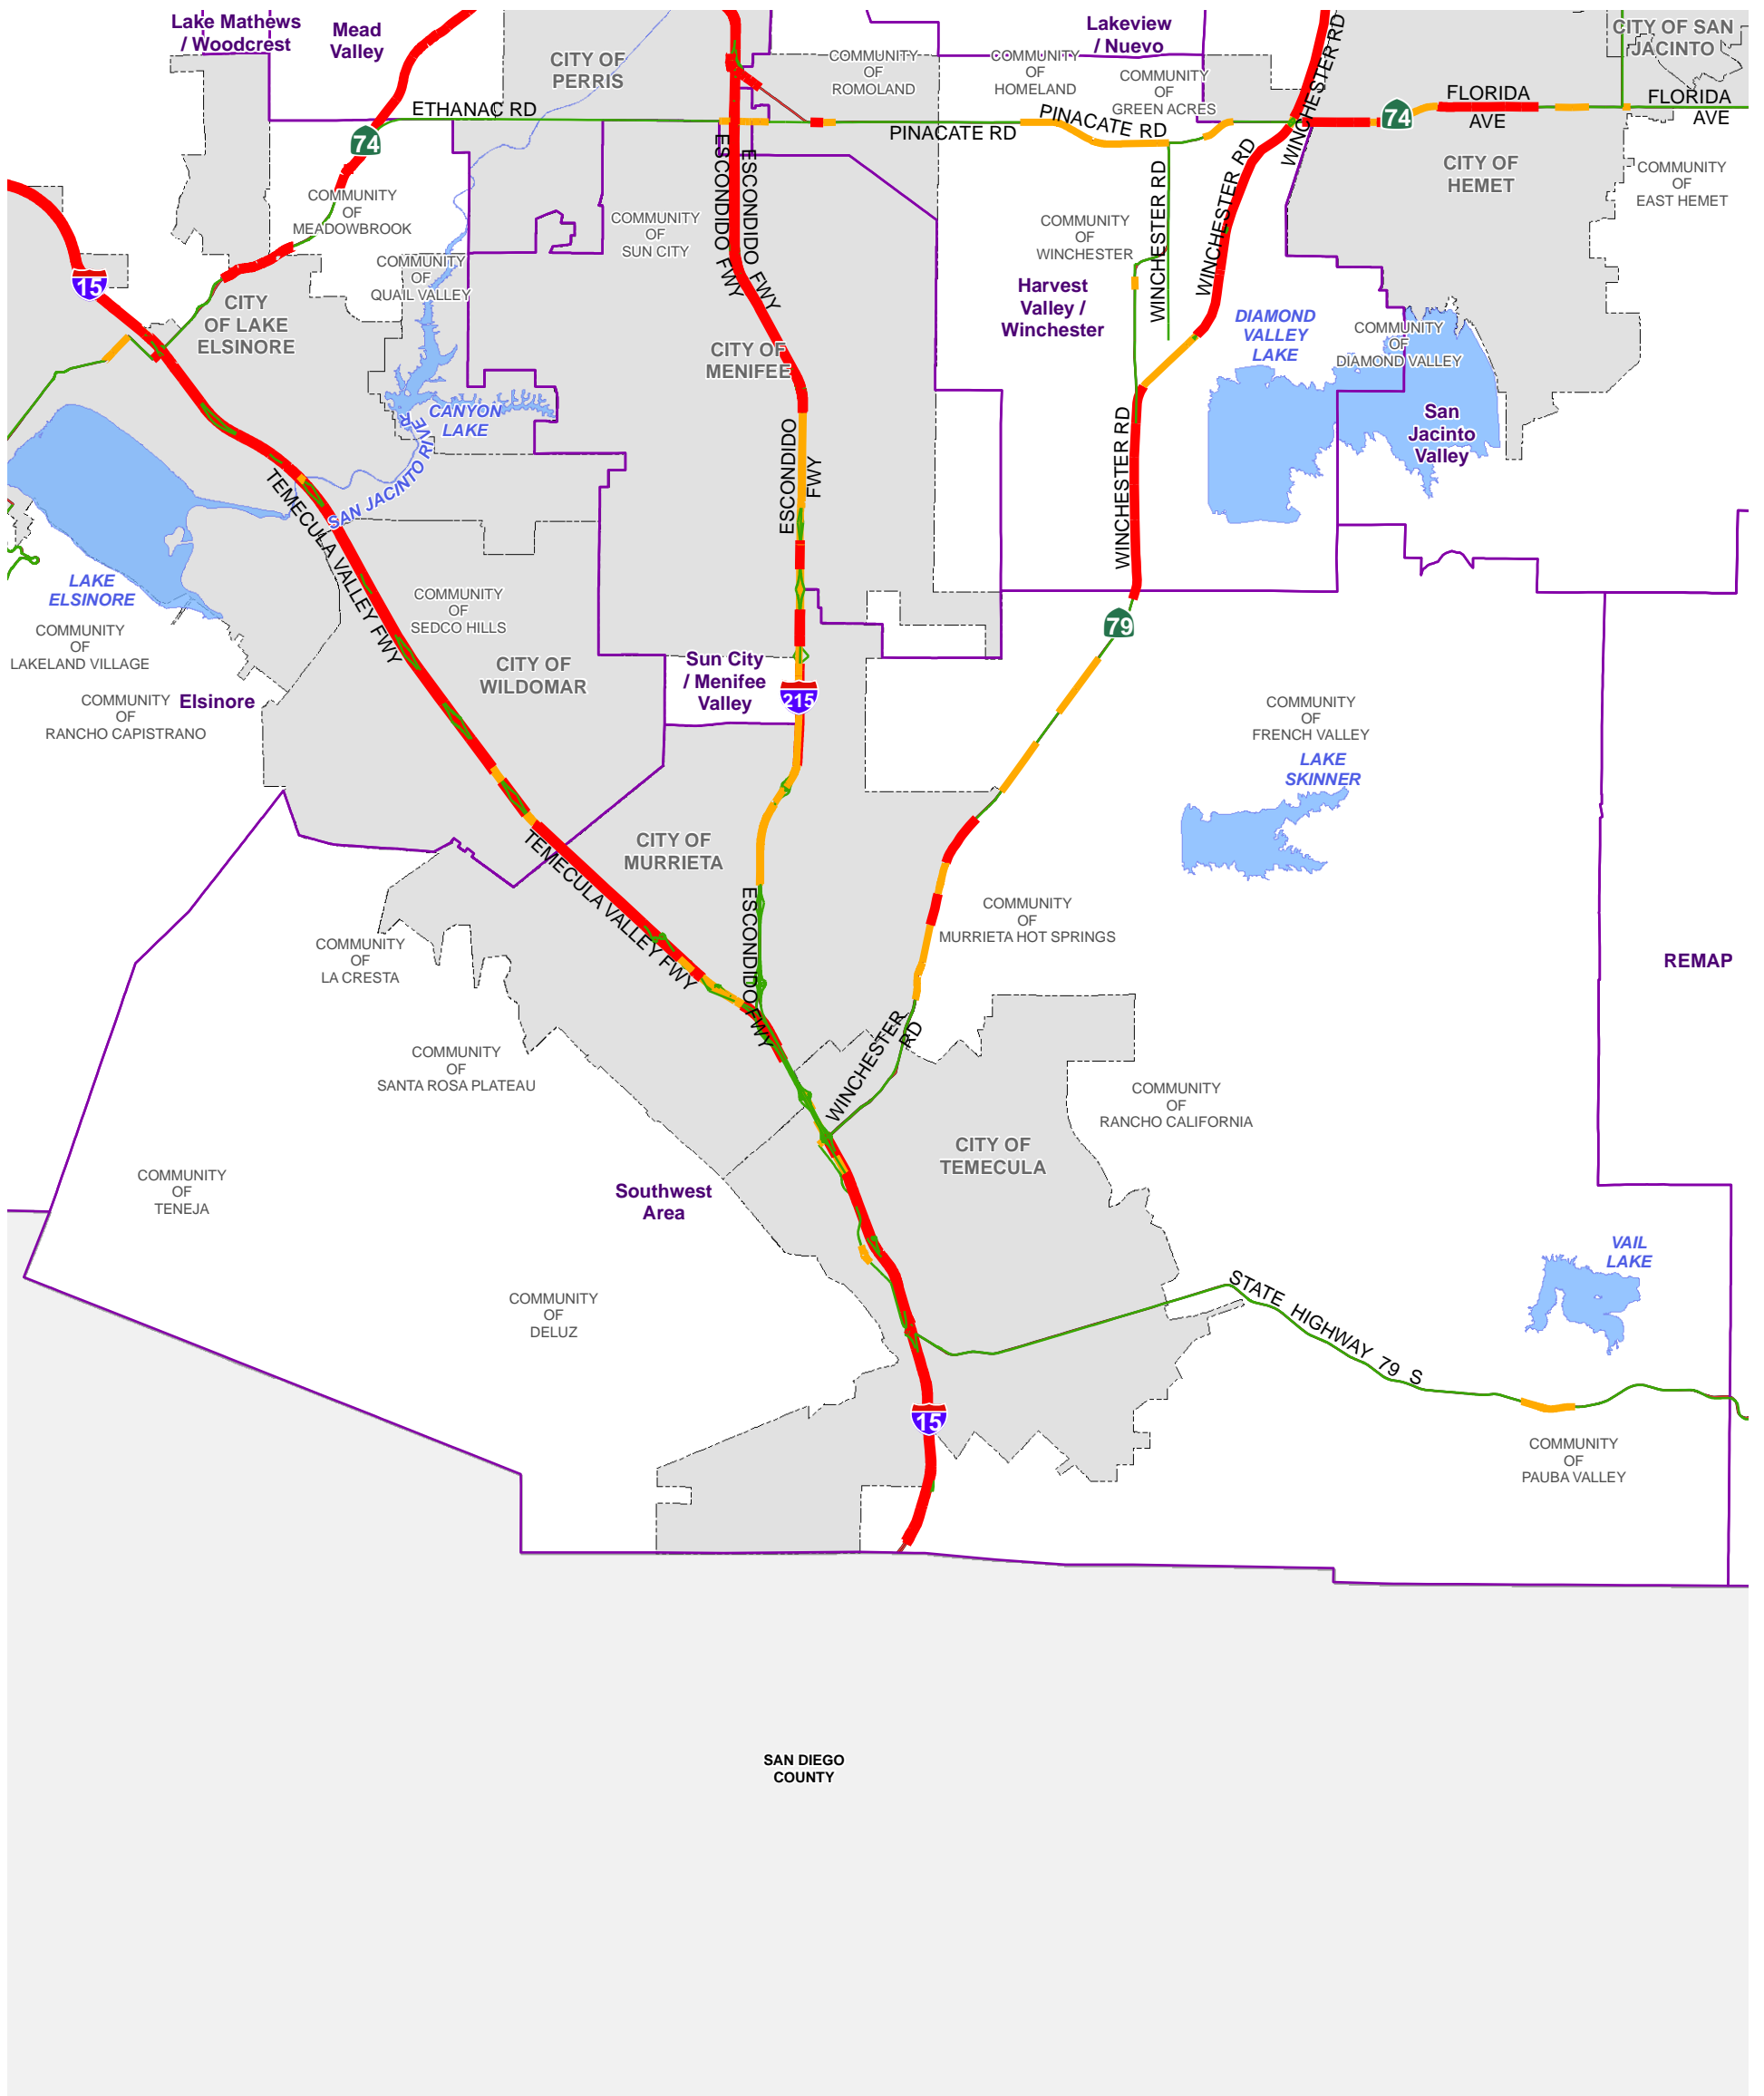 Lake Mathews
/ Woodcrest
Mead
Valley
CITY OF
PERRIS
COMMUNITY
OF
ROMOLAND
COMMUNITY
OF
HOMELAND
Lakeview
/ Nuevo
COMMUNITY
OF
GREEN ACRES
WINCHESTER RD
CITY OF SAN
JACINTO
ETHANAC RD
74
PINACATE RD
PINACATE RD
74
FLORIDA
AVE
FLORIDA
AVE
CITY OF
HEMET
COMMUNITY
OF
EAST HEMET
COMMUNITY
OF
MEADOWBROOK
COMMUNITY
OF
SUN CITY
ESCONDIDO FWY
ESCONDIDO FWY
COMMUNITY
OF
WINCHESTER
WINCHESTER RD
WINCHESTER RD
15
COMMUNITY
OF
QUAIL VALLEY
CITY
OF LAKE
ELSINORE
Harvest
Valley /
Winchester
DIAMOND
VALLEY
LAKE
COMMUNITY
OF
DIAMOND VALLEY
CITY OF
MENIFEE
CANYON
LAKE
San
Jacinto
Valley
SAN JACINTO RIVER
ESCONDIDO
FWY
WINCHESTER RD
TEMECULA VALLEY FWY
LAKE
ELSINORE
COMMUNITY
OF
SEDCO HILLS
79
COMMUNITY
OF
LAKELAND VILLAGE
CITY OF
WILDOMAR
Sun City
/ Menifee
Valley
215
COMMUNITY
OF
RANCHO CAPISTRANO
Elsinore
COMMUNITY
OF
FRENCH VALLEY
LAKE
SKINNER
CITY OF
MURRIETA
TEMECULA VALLEY FWY
ESCONDIDO FWY
COMMUNITY
OF
MURRIETA HOT SPRINGS
COMMUNITY
OF
LA CRESTA
REMAP
WINCHESTER
RD
COMMUNITY
OF
SANTA ROSA PLATEAU
COMMUNITY
OF
RANCHO CALIFORNIA
CITY OF
TEMECULA
COMMUNITY
OF
TENEJA
Southwest
Area
VAIL
LAKE
COMMUNITY
OF
DELUZ
STATE HIGHWAY 79 S
15
COMMUNITY
OF
PAUBA VALLEY
SAN DIEGO
COUNTY